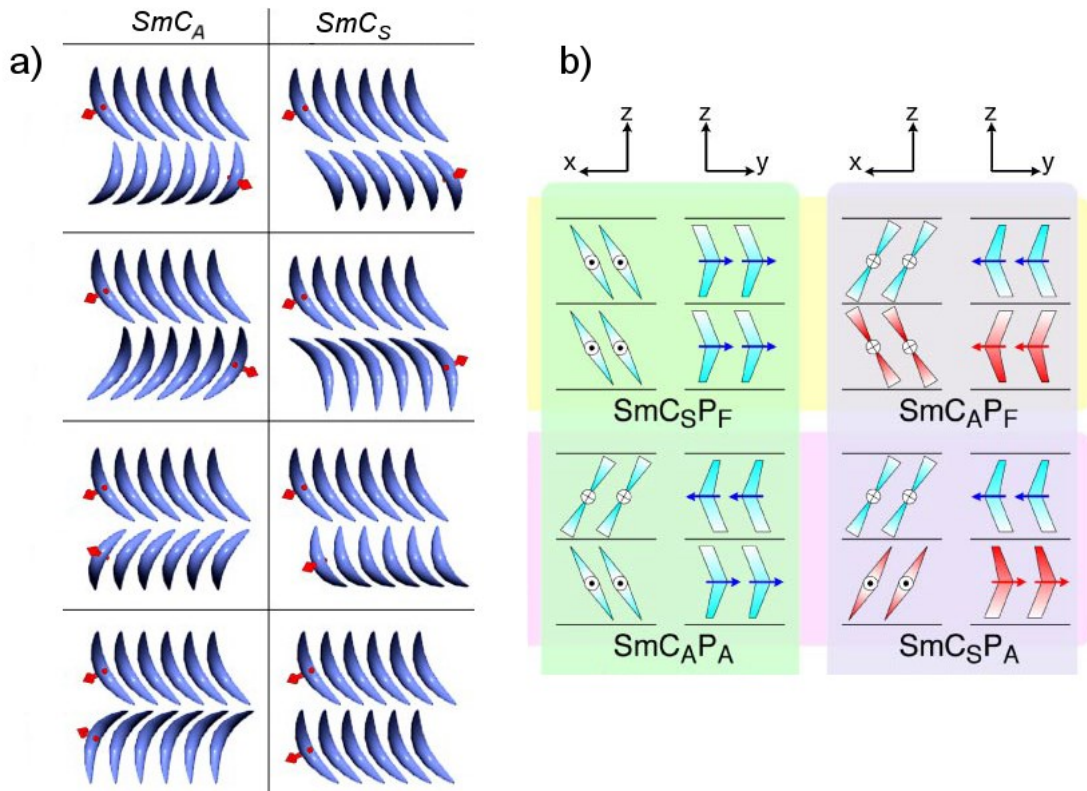 a)
SmC_A SmC_S
b)
z z z z
x y x y
SmC_SP_F SmC_AP_F
SmC_AP_A SmC_SP_A